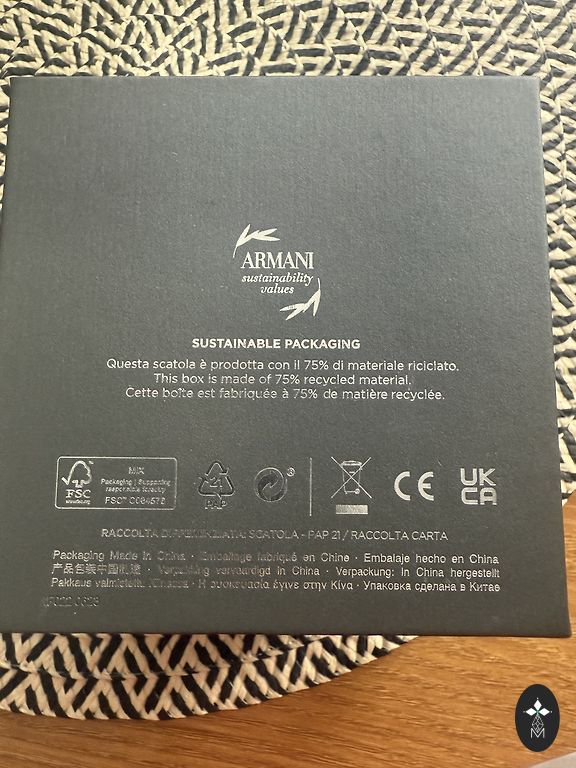 ARMANI
sustainability
values
SUSTAINABLE PACKAGING
Questa scatola è prodotta con il 75% di materiale riciclato.
This box is made of 75% recycled material.
Cette boîte est fabriquée à 75% de matière recyclée.
FSC
MIX
Packaging | Supporting
responsible forestry
21
PAP
®
CE
UK
CA
RACCOLTA DIFFERENZIATA: SCATOLA - PAP 21 / RACCOLTA CARTA
Packaging Made in China · Emballage fabriqué en Chine · Embalaje hecho en China
产品包装中国制造 · Verpakking vervaardigd in China · Verpackung: In China hergestellt
Pakkaus valmistettu Kiinassa · Η συσκευασία έγινε στην Κίνα · Упаковка сделана в Китае
M